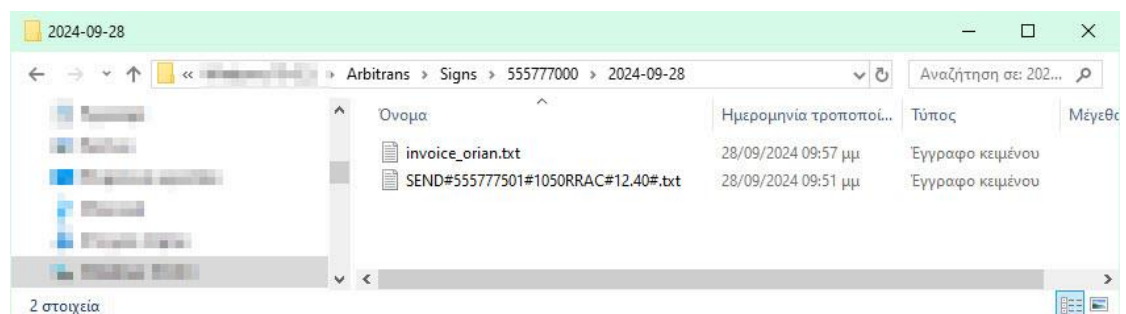 2024-09-28
« Arbitrans › Signs › 555777000 › 2024-09-28
Αναζήτηση σε: 202...
Όνομα Ημερομηνία τροποποί... Τύπος Μέγεθο
invoice_orian.txt 28/09/2024 09:57 μμ Έγγραφο κειμένου
SEND#555777501#1050RRAC#12.40#.txt 28/09/2024 09:51 μμ Έγγραφο κειμένου
2 στοιχεία